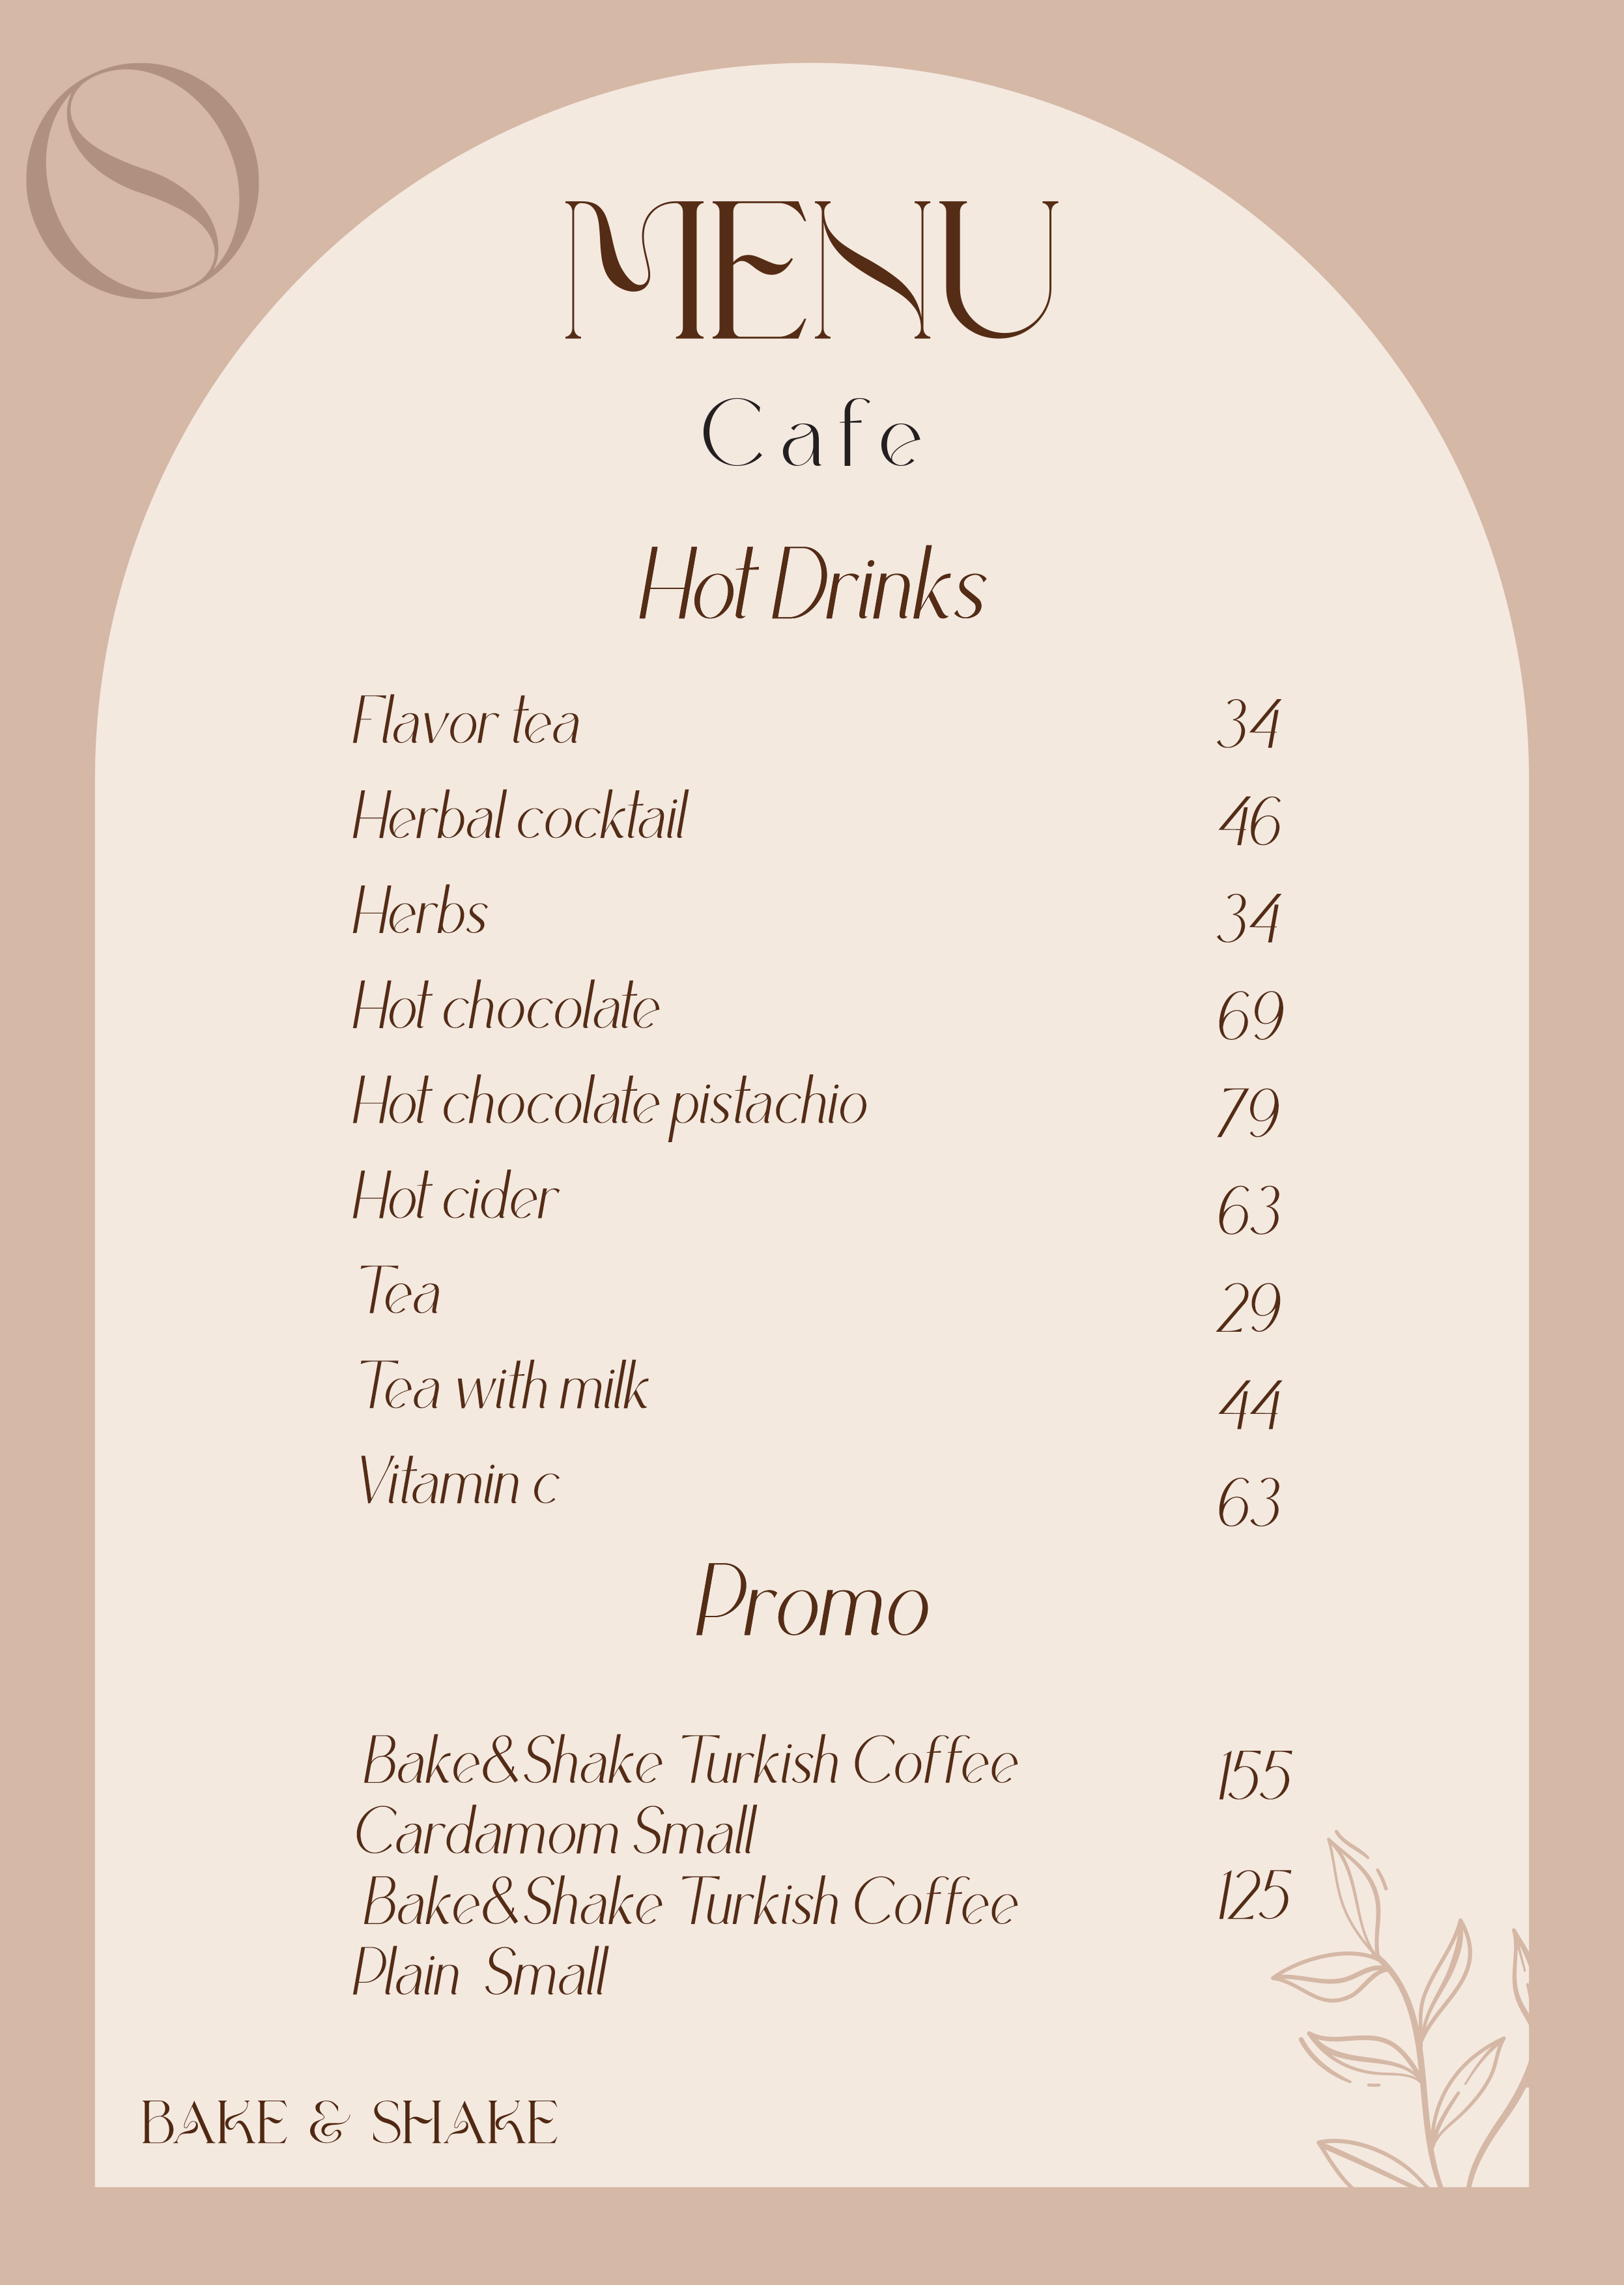 MENU
Cafe
Hot Drinks
Flavor tea 34
Herbal cocktail 46
Herbs 34
Hot chocolate 69
Hot chocolate pistachio 79
Hot cider 63
Tea 29
Tea with milk 44
Vitamin c 63
Promo
Bake&Shake Turkish Coffee 155
Cardamom Small
Bake&Shake Turkish Coffee 125
Plain Small
BAKE & SHAKE